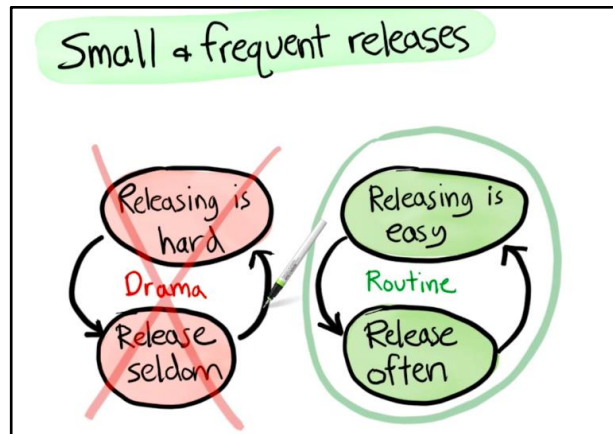 Small & frequent releases
Releasing is
hard
Drama
Release
seldom
Releasing is
easy
Routine
Release
often